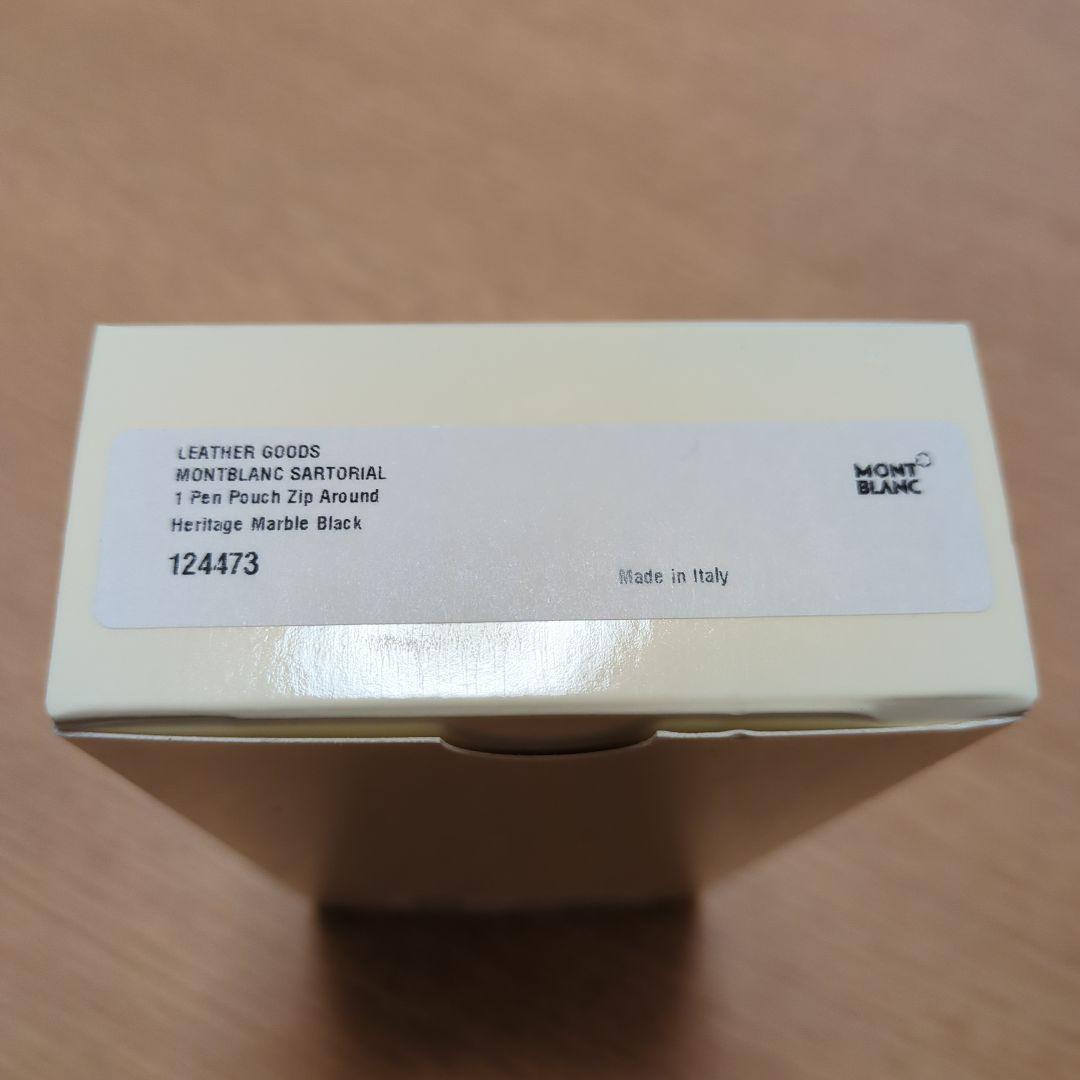 LEATHER GOODS
MONTBLANC SARTORIAL
1 Pen Pouch Zip Around
Heritage Marble Black
124473
Made in Italy
MONT
BLANC